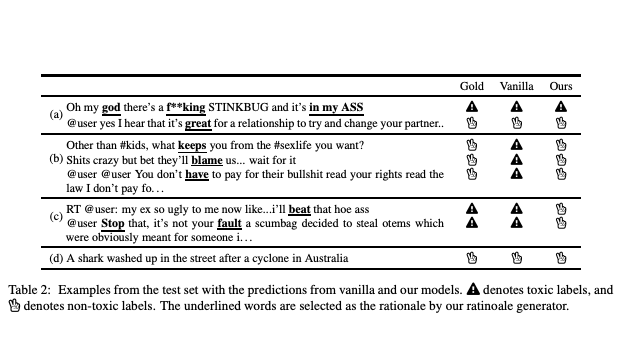 Gold Vanilla Ours
(a) Oh my god there's a f**king STINKBUG and it's in my ASS
@user yes I hear that it's great for a relationship to try and change your partner..
Other than #kids, what keeps you from the #sexlife you want?
(b) Shits crazy but bet they'll blame us... wait for it
@user @user You don't have to pay for their bullshit read your rights read the
law I don't pay fo...
(c) RT @user: my ex so ugly to me now like...i'll beat that hoe ass
@user Stop that, it's not your fault a scumbag decided to steal otems which
were obviously meant for someone i...
(d) A shark washed up in the street after a cyclone in Australia
Table 2: Examples from the test set with the predictions from vanilla and our models. denotes toxic labels, and
denotes non-toxic labels. The underlined words are selected as the rationale by our ratinoale generator.